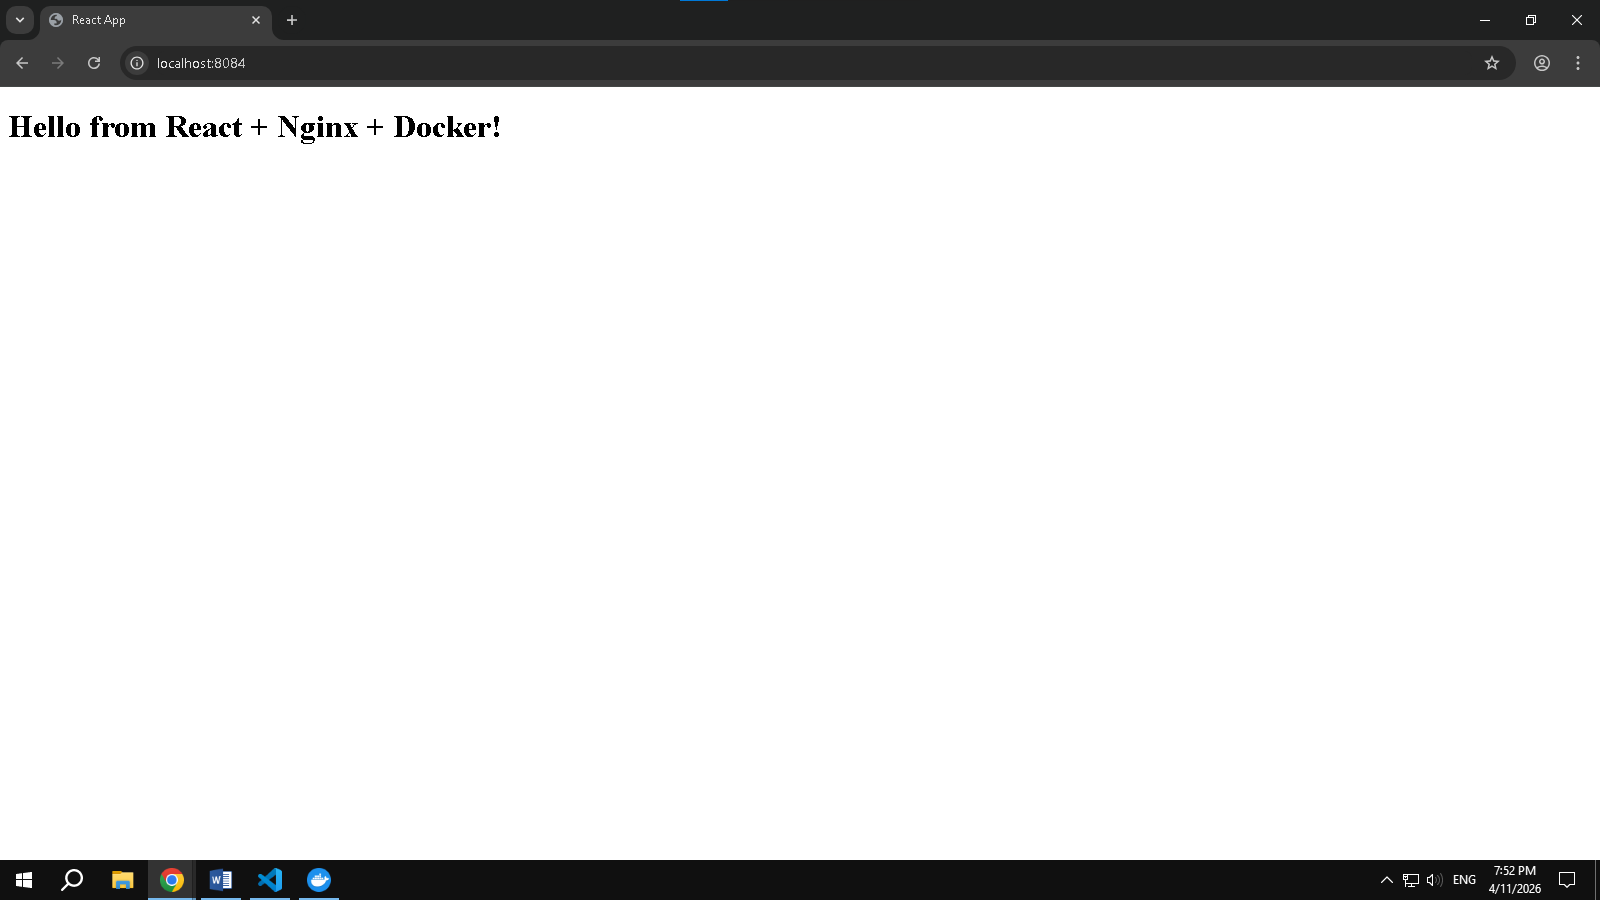 React App
localhost:8084
Hello from React + Nginx + Docker!
ENG
7:52 PM
4/11/2026